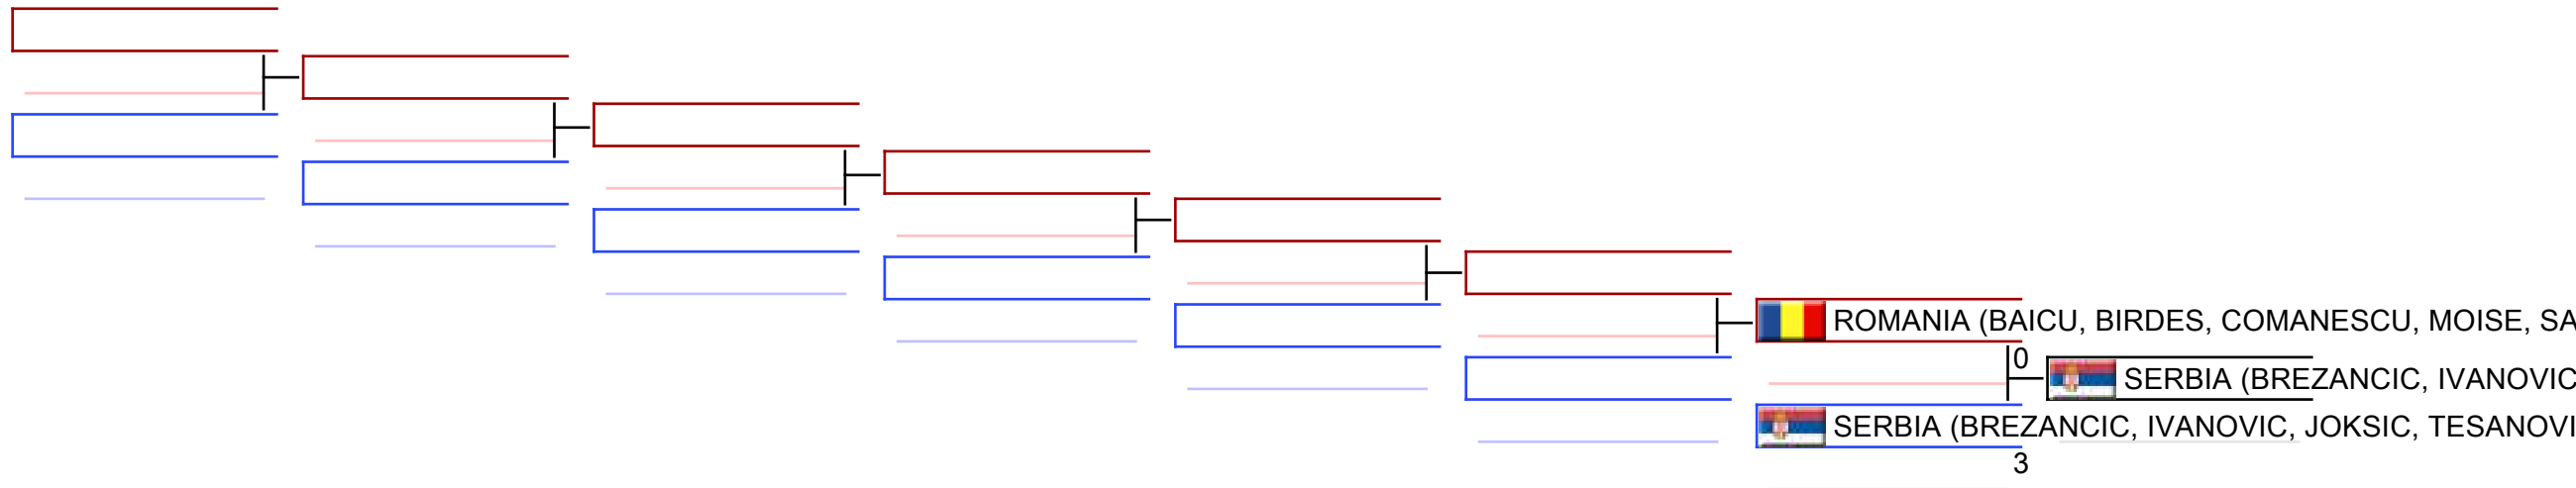 ROMANIA (BAICU, BIRDES, COMANESCU, MOISE, SA
0
SERBIA (BREZANCIC, IVANOVIC
SERBIA (BREZANCIC, IVANOVIC, JOKSIC, TESANOVI
3